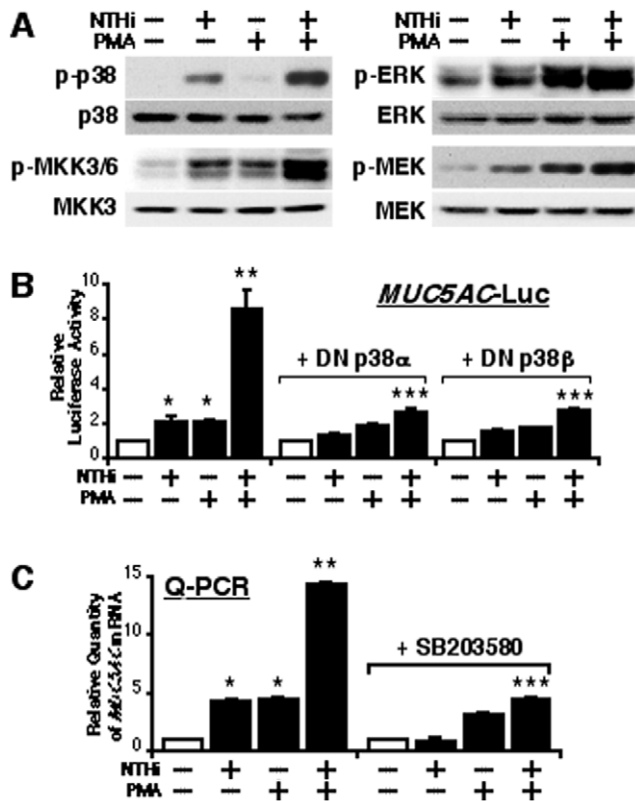 A
NTHi − + − +
PMA − − + +
p-p38
p38
p-MKK3/6
MKK3
NTHi − + − +
PMA − − + +
p-ERK
ERK
p-MEK
MEK
B
MUC5AC-Luc
Relative
Luciferase Activity
10
8
6
4
2
0
* * **
+ DN p38α
***
+ DN p38β
***
NTHi − + − + − + − + − + − +
PMA − − + + − − + + − − + +
C
Q-PCR
Relative Quantity
of MUC5AC mRNA
15
10
5
0
* * **
+ SB203580
***
NTHi − + − + − + − +
PMA − − + + − − + +